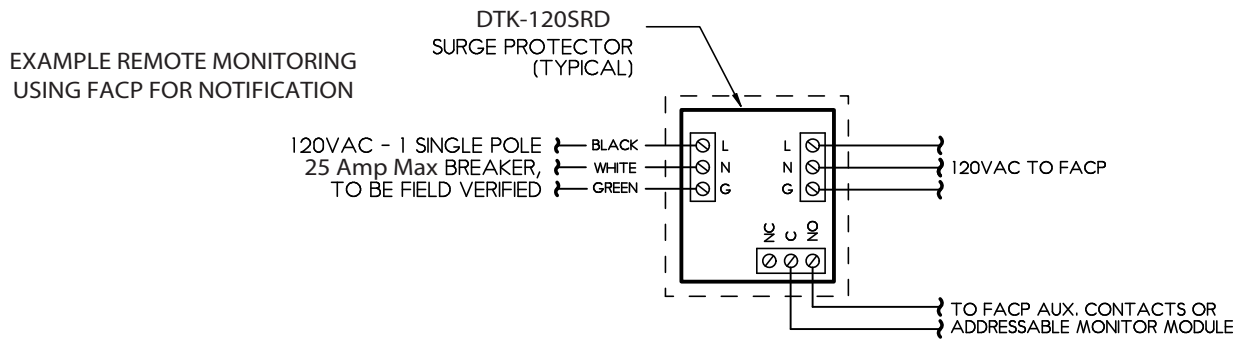 DTK-120SRD
SURGE PROTECTOR
(TYPICAL)
EXAMPLE REMOTE MONITORING
USING FACP FOR NOTIFICATION
120VAC - 1 SINGLE POLE
25 Amp Max BREAKER,
TO BE FIELD VERIFIED
BLACK
WHITE
GREEN
L
N
G
L
N
G
120VAC TO FACP
NC
C
NO
TO FACP AUX. CONTACTS OR
ADDRESSABLE MONITOR MODULE